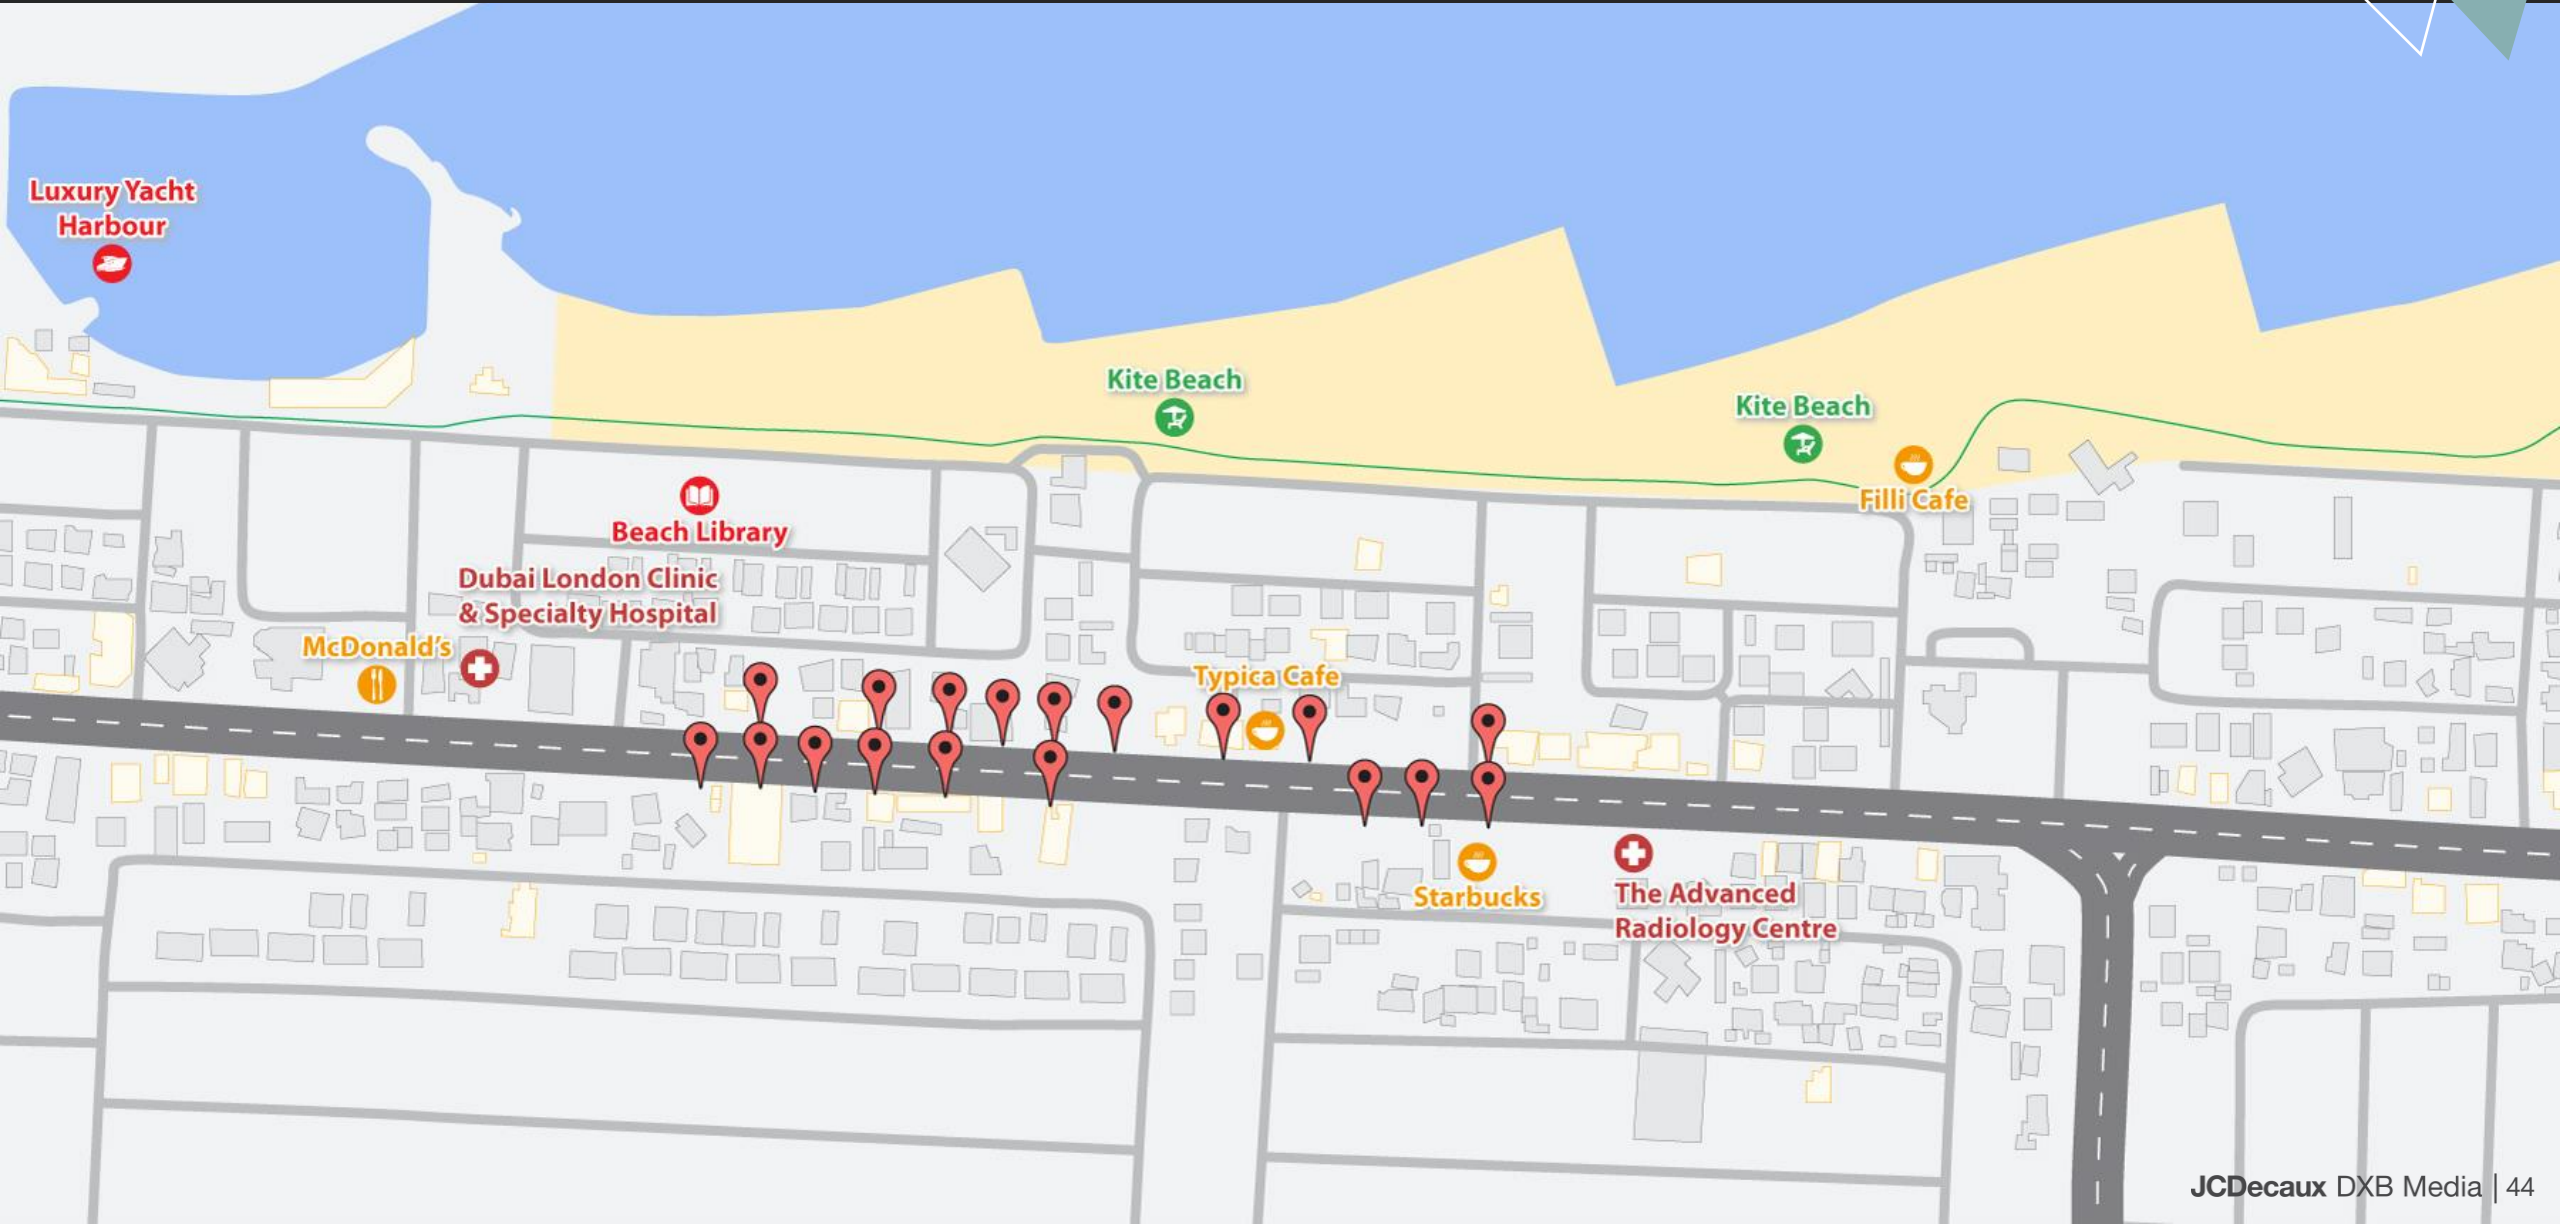 Luxury Yacht
Harbour
Kite Beach
Kite Beach
Filli Cafe
Beach Library
Dubai London Clinic
& Specialty Hospital
McDonald's
Typica Cafe
Starbucks
The Advanced
Radiology Centre
JCDecaux DXB Media | 44